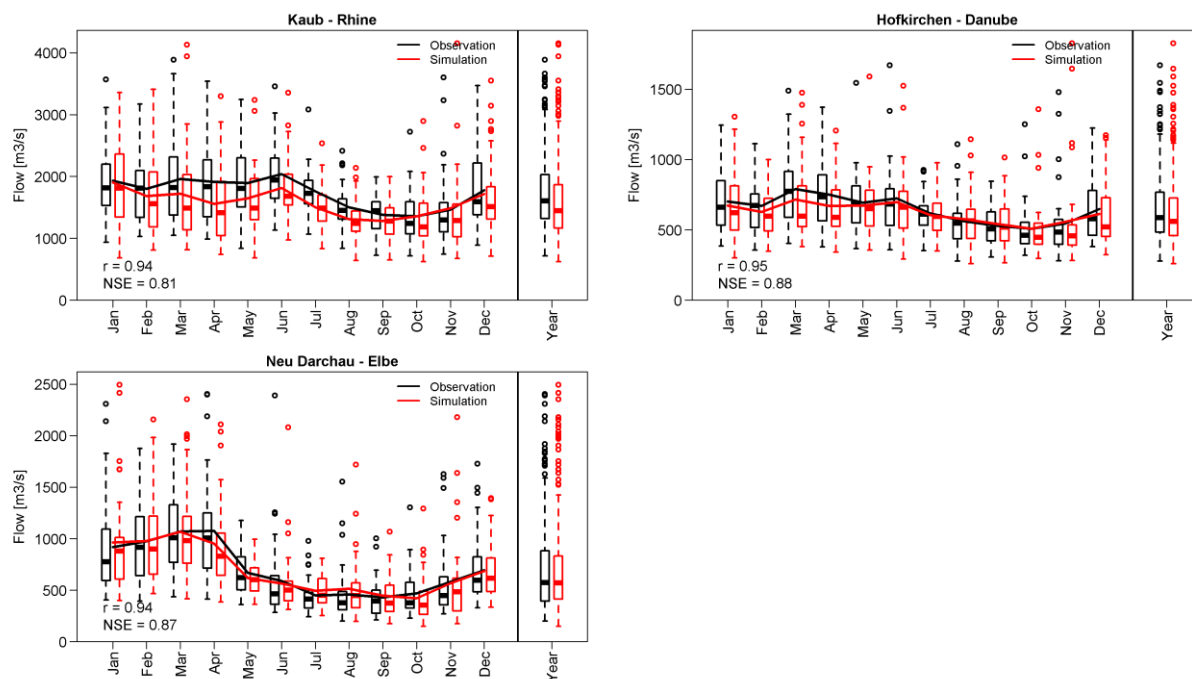 Kaub - Rhine
Flow [m3/s]
4000
3000
2000
1000
0
Observation
Simulation
r = 0.94
NSE = 0.81
Jan Feb Mar Apr May Jun Jul Aug Sep Oct Nov Dec Year
Hofkirchen - Danube
Flow [m3/s]
1500
1000
500
0
Observation
Simulation
r = 0.95
NSE = 0.88
Jan Feb Mar Apr May Jun Jul Aug Sep Oct Nov Dec Year
Neu Darchau - Elbe
Flow [m3/s]
2500
2000
1500
1000
500
0
Observation
Simulation
r = 0.94
NSE = 0.87
Jan Feb Mar Apr May Jun Jul Aug Sep Oct Nov Dec Year